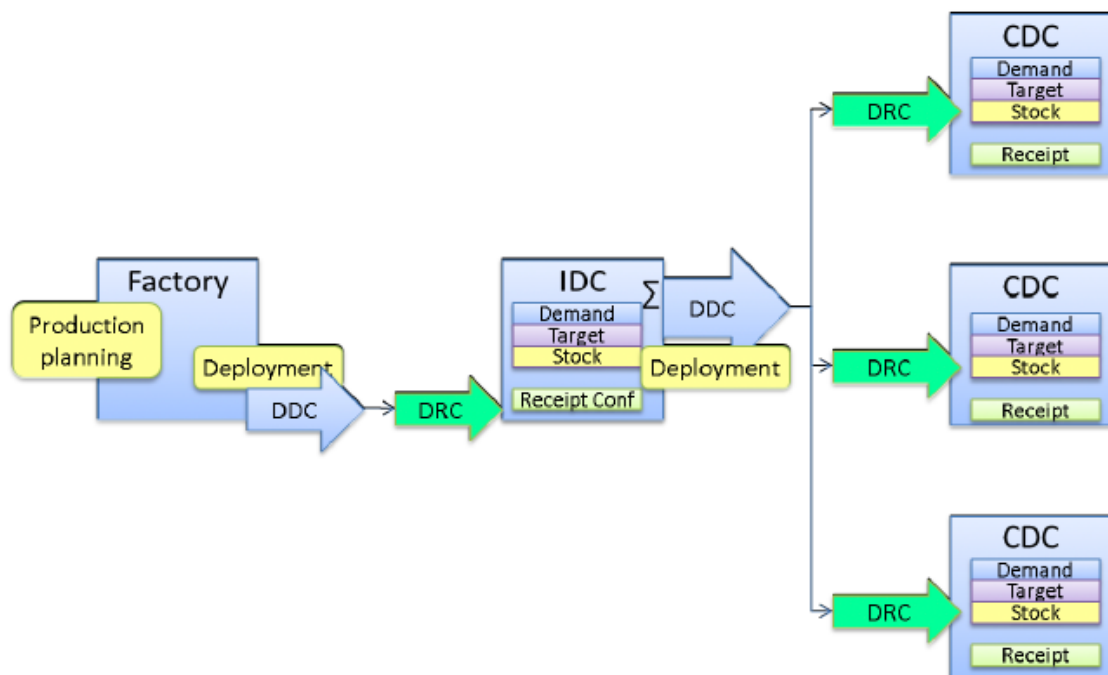 Factory
Production
planning
Deployment
DDC
DRC
IDC
Demand
Target
Stock
Receipt Conf
Σ
DDC
Deployment
DRC
CDC
Demand
Target
Stock
Receipt
DRC
CDC
Demand
Target
Stock
Receipt
DRC
CDC
Demand
Target
Stock
Receipt